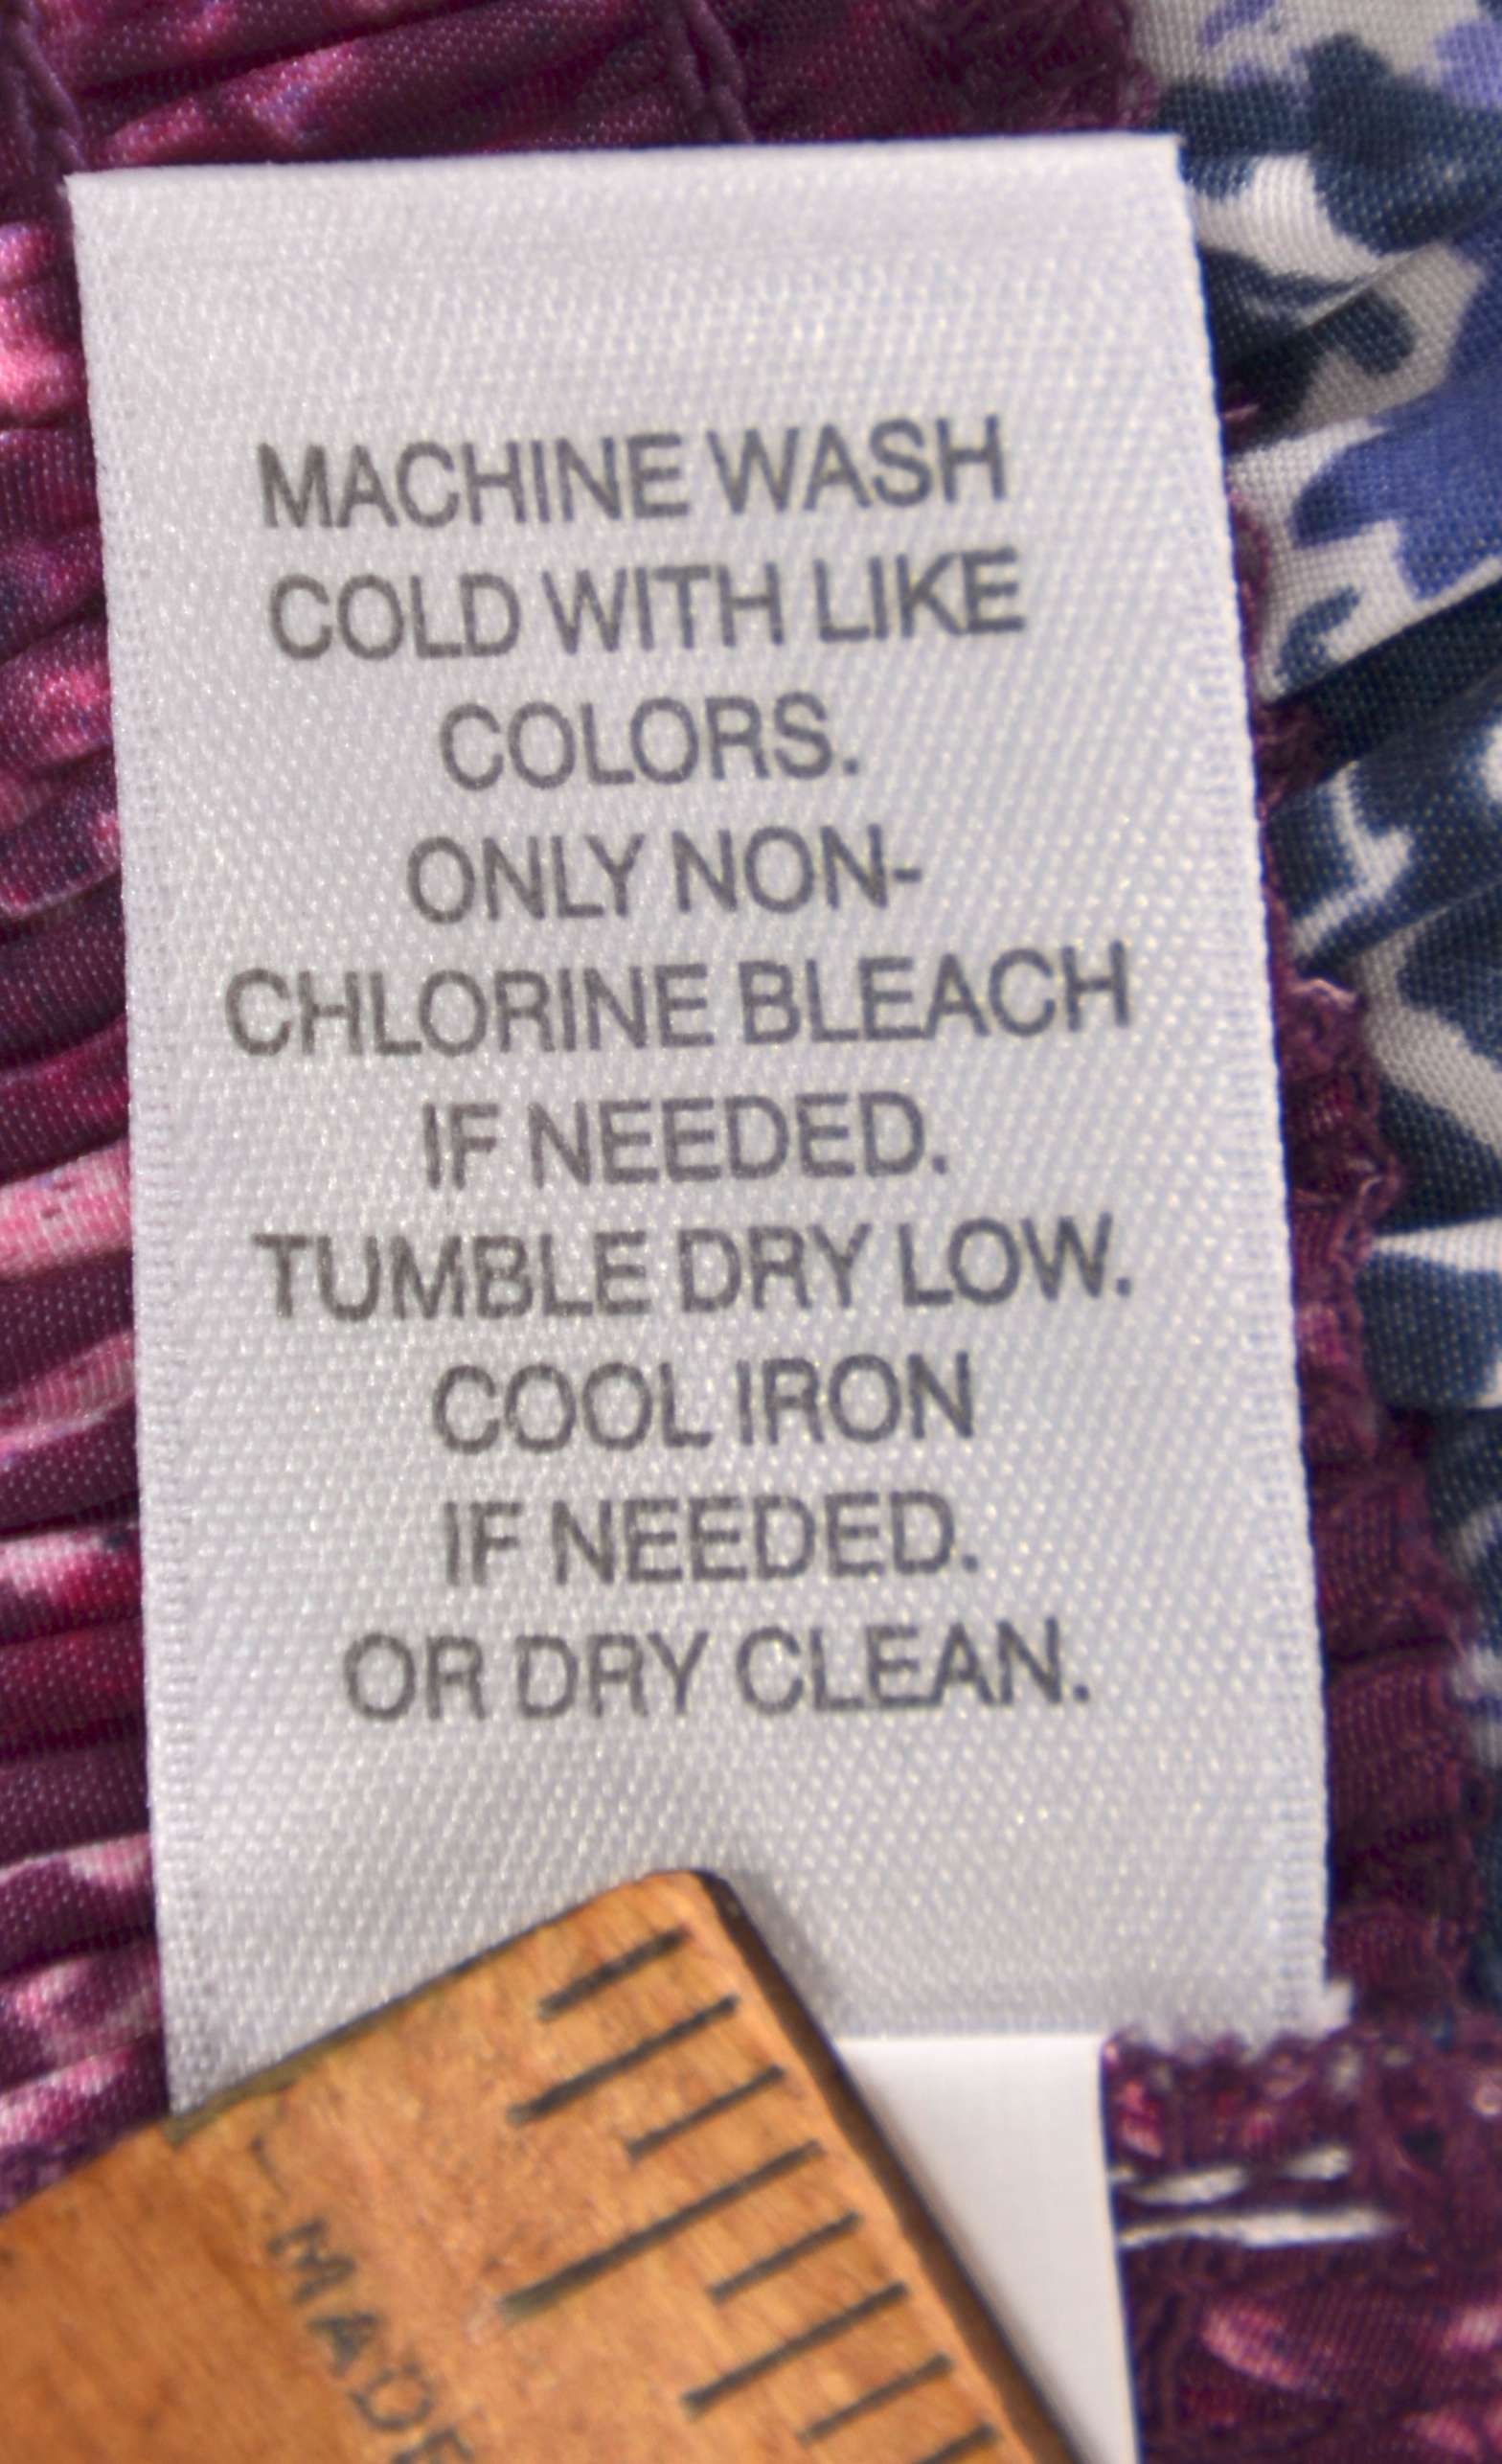 MACHINE WASH
COLD WITH LIKE
COLORS.
ONLY NON-
CHLORINE BLEACH
IF NEEDED.
TUMBLE DRY LOW.
COOL IRON
IF NEEDED.
OR DRY CLEAN.
MADE